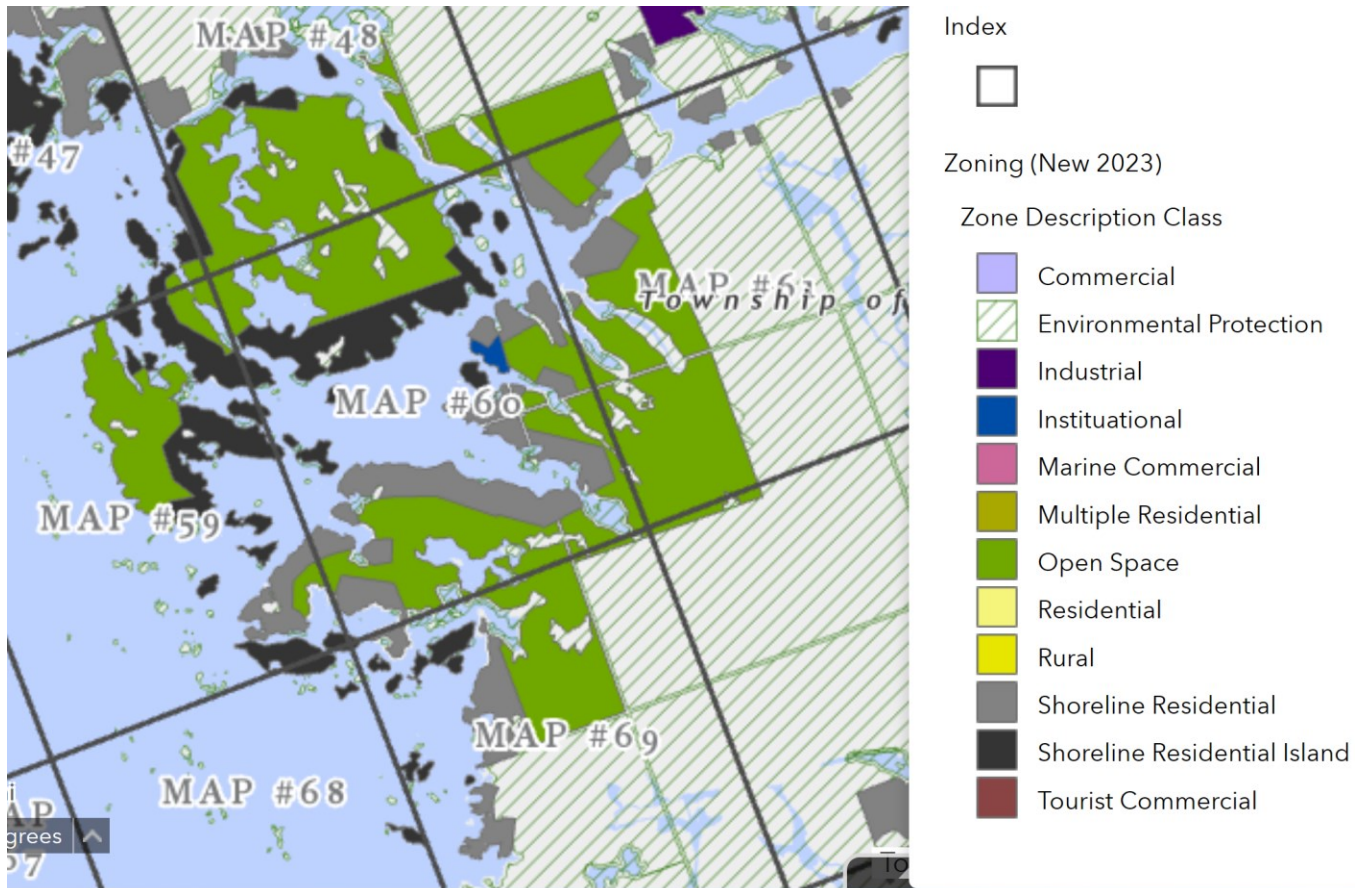 MAP #48
#47
MAP #61
Township of
MAP #60
MAP #59
MAP #69
MAP #68
grees
Index
Zoning (New 2023)
Zone Description Class
Commercial
Environmental Protection
Industrial
Instituational
Marine Commercial
Multiple Residential
Open Space
Residential
Rural
Shoreline Residential
Shoreline Residential Island
Tourist Commercial